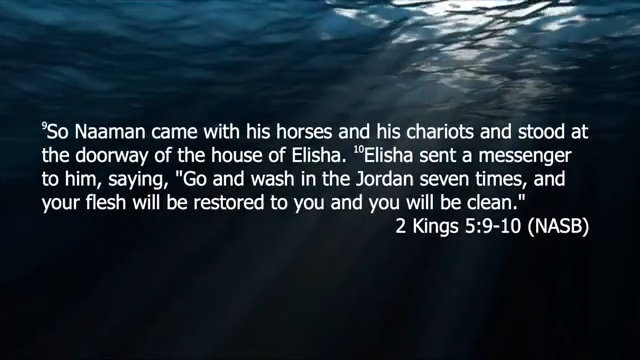 ⁹So Naaman came with his horses and his chariots and stood at
the doorway of the house of Elisha. ¹⁰Elisha sent a messenger
to him, saying, "Go and wash in the Jordan seven times, and
your flesh will be restored to you and you will be clean."
2 Kings 5:9-10 (NASB)